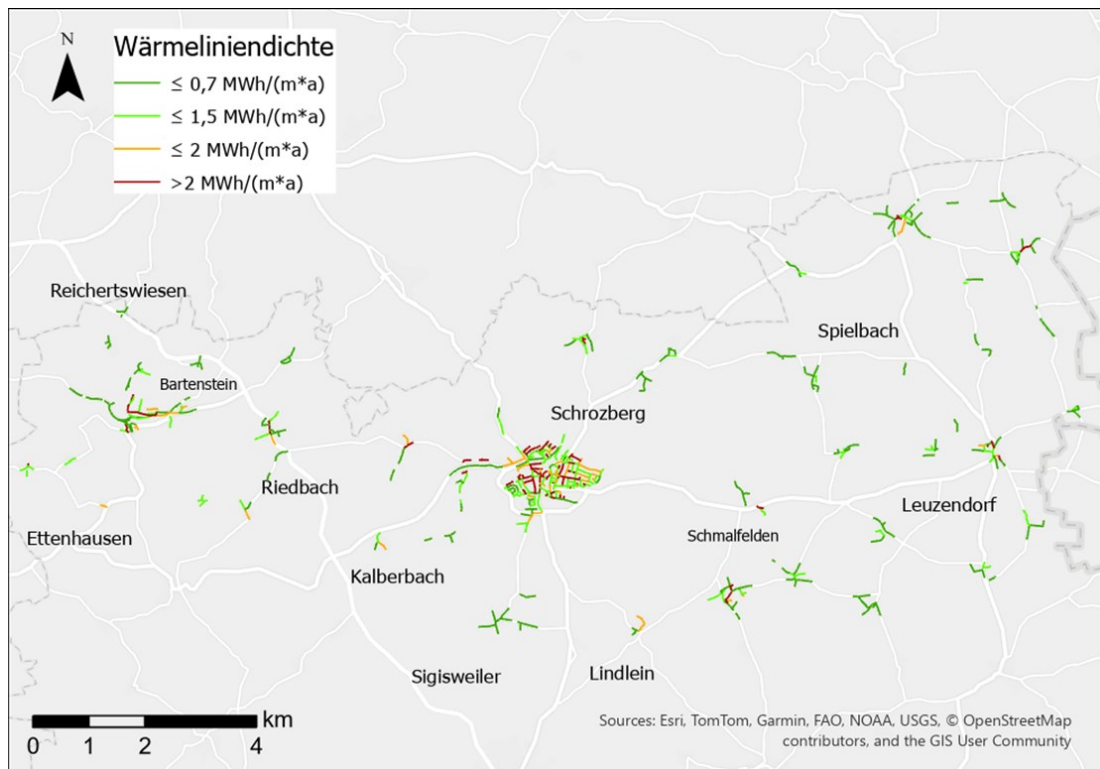 N
Wärmeliniendichte
≤ 0,7 MWh/(m*a)
≤ 1,5 MWh/(m*a)
≤ 2 MWh/(m*a)
>2 MWh/(m*a)
Reichertswiesen
Spielbach
Bartenstein
Schrozberg
Riedbach
Leuzendorf
Ettenhausen
Schmalfelden
Kalberbach
Sigisweiler
Lindlein
km
0 1 2 4
Sources: Esri, TomTom, Garmin, FAO, NOAA, USGS, © OpenStreetMap
contributors, and the GIS User Community